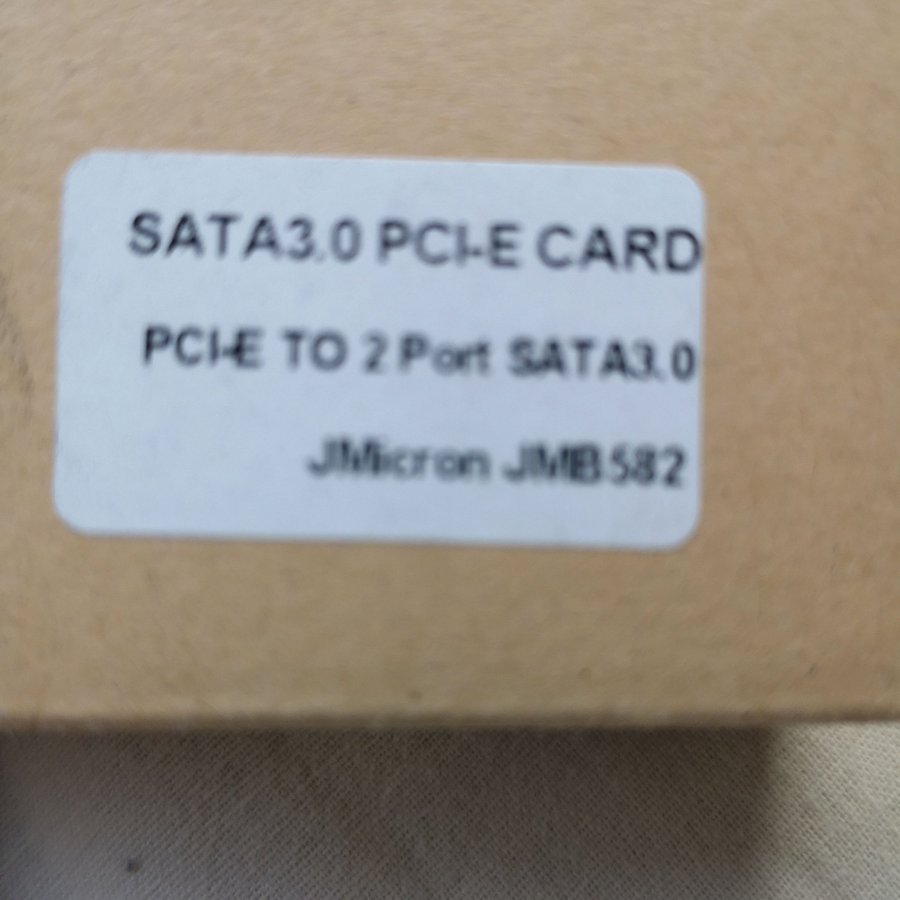 SATA3.0 PCI-E CARD
PCI-E TO 2 Port SATA3.0
JMicron JMB582